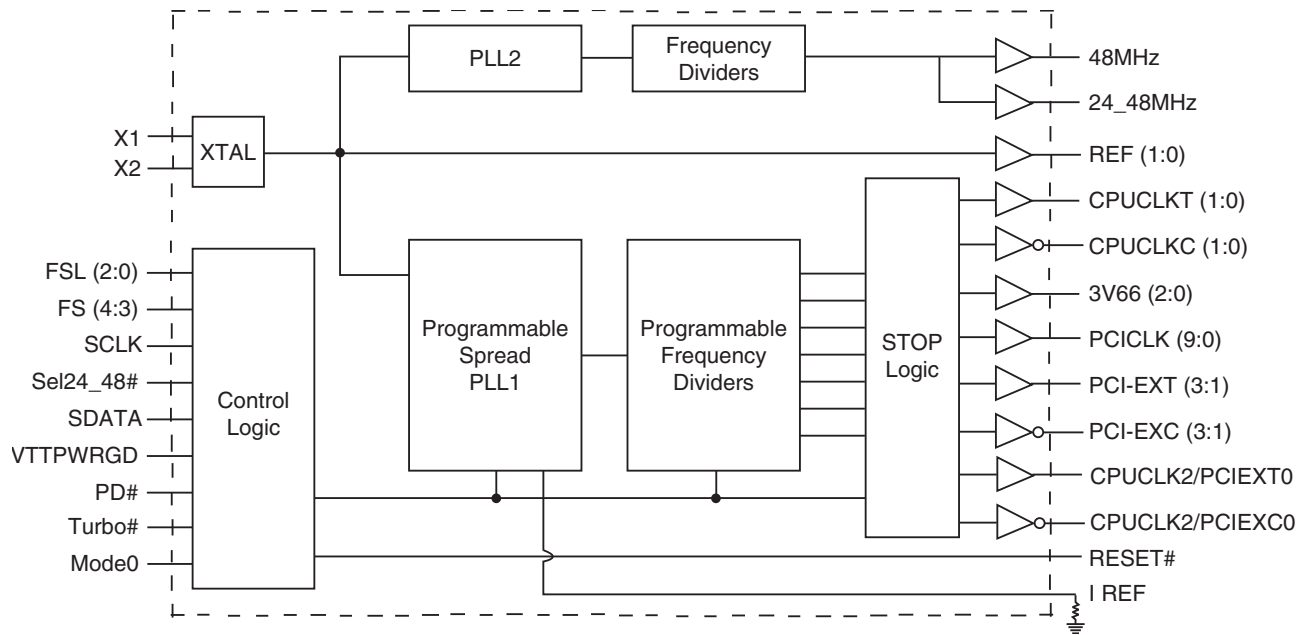 PLL2
Frequency
Dividers
48MHz
24_48MHz
X1
X2
XTAL
REF (1:0)
CPUCLKT (1:0)
CPUCLKC (1:0)
3V66 (2:0)
PCICLK (9:0)
PCI-EXT (3:1)
PCI-EXC (3:1)
CPUCLK2/PCIEXT0
CPUCLK2/PCIEXC0
RESET#
I REF
FSL (2:0)
FS (4:3)
SCLK
Sel24_48#
SDATA
VTTPWRGD
PD#
Turbo#
Mode0
Control
Logic
Programmable
Spread
PLL1
Programmable
Frequency
Dividers
STOP
Logic